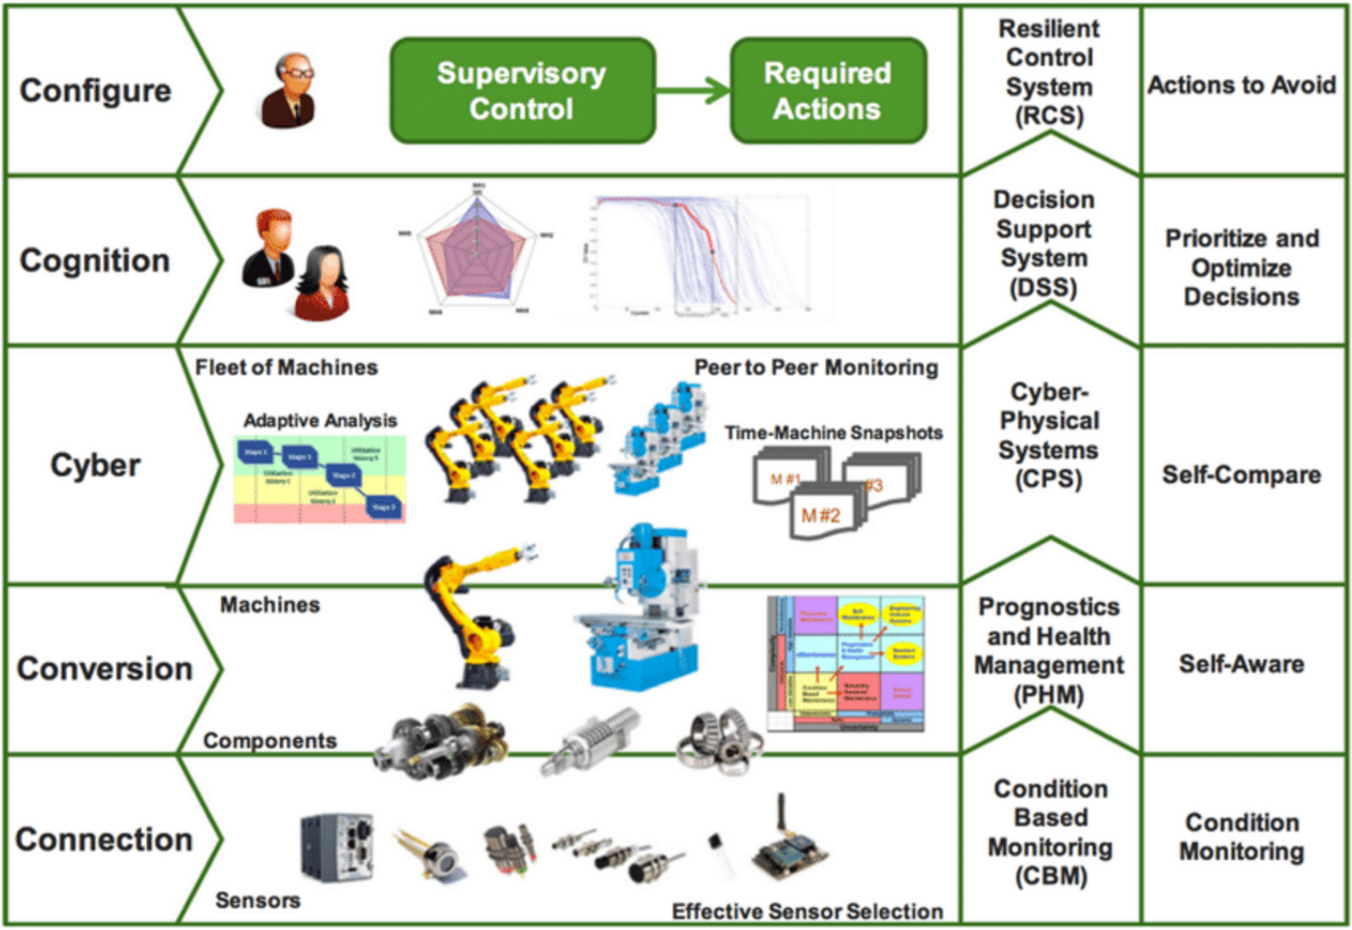 Configure
Supervisory
Control
Required
Actions
Resilient
Control
System
(RCS)
Actions to Avoid
Cognition
Decision
Support
System
(DSS)
Prioritize and
Optimize
Decisions
Cyber
Fleet of Machines
Peer to Peer Monitoring
Adaptive Analysis
Time-Machine Snapshots
M #1
#3
M #2
Cyber-
Physical
Systems
(CPS)
Self-Compare
Conversion
Machines
Components
Prognostics
and Health
Management
(PHM)
Self-Aware
Uncertainty
Connection
Sensors
Effective Sensor Selection
Condition
Based
Monitoring
(CBM)
Condition
Monitoring